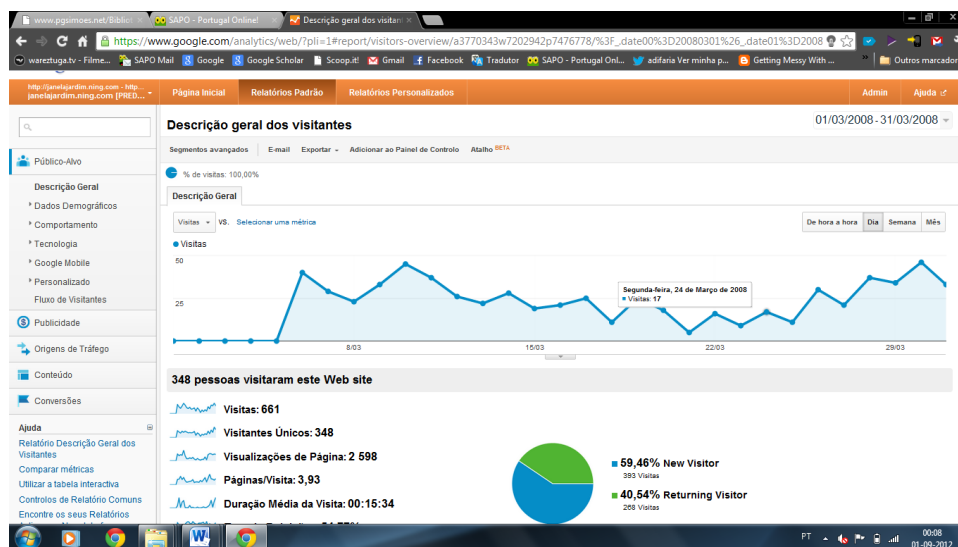 www.pgsimoes.net/Bibliot
SAPO - Portugal Online!
Descrição geral dos visitant
https://www.google.com/analytics/web/?pli=1#report/visitors-overview/a3770343w7202942p7476778/%3F_.date00%3D20080301%26_.date01%3D2008
wareztuga.tv - Filme...
SAPO Mail
Google
Google Scholar
Scoop.it!
Gmail
Facebook
Tradutor
SAPO - Portugal Onl...
adifaria Ver minha p...
Getting Messy With ...
»
Outros marcador
http://janelajardim.ning.com - http...
janelajardim.ning.com [PRED...
Página Inicial
Relatórios Padrão
Relatórios Personalizados
Admin
Ajuda
Descrição geral dos visitantes
01/03/2008 - 31/03/2008
Segmentos avançados
E-mail
Exportar
Adicionar ao Painel de Controlo
Atalho BETA
Público-Alvo
Descrição Geral
Dados Demográficos
Comportamento
Tecnologia
Google Mobile
Personalizado
Fluxo de Visitantes
Publicidade
Origens de Tráfego
Conteúdo
Conversões
Ajuda
Relatório Descrição Geral dos
Visitantes
Comparar métricas
Utilizar a tabela interactiva
Controlos de Relatório Comuns
Encontre os seus Relatórios
% de visitas: 100,00%
Descrição Geral
Visitas
VS.
Selecionar uma métrica
De hora a hora
Dia
Semana
Mês
Visitas
50
25
Segunda-feira, 24 de Março de 2008
Visitas: 17
8/03
15/03
22/03
29/03
348 pessoas visitaram este Web site
Visitas: 661
Visitantes Únicos: 348
Visualizações de Página: 2 598
Páginas/Visita: 3,93
Duração Média da Visita: 00:15:34
59,46% New Visitor
393 Visitas
40,54% Returning Visitor
268 Visitas
PT
00:08
01-09-2012